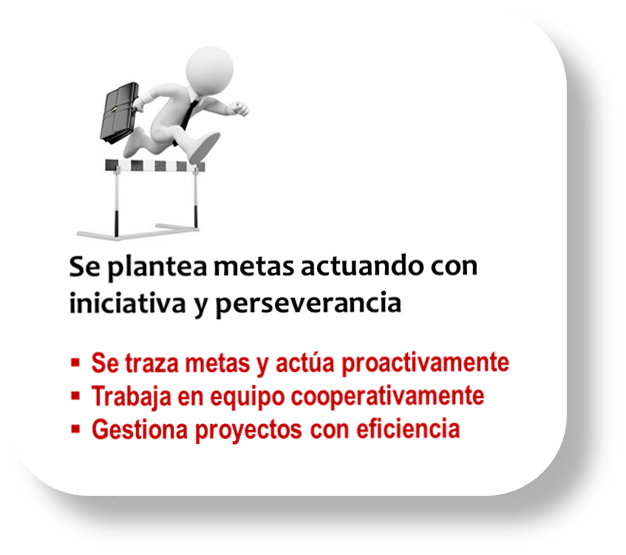 Se plantea metas actuando con
iniciativa y perseverancia
▪ Se traza metas y actúa proactivamente
▪ Trabaja en equipo cooperativamente
▪ Gestiona proyectos con eficiencia